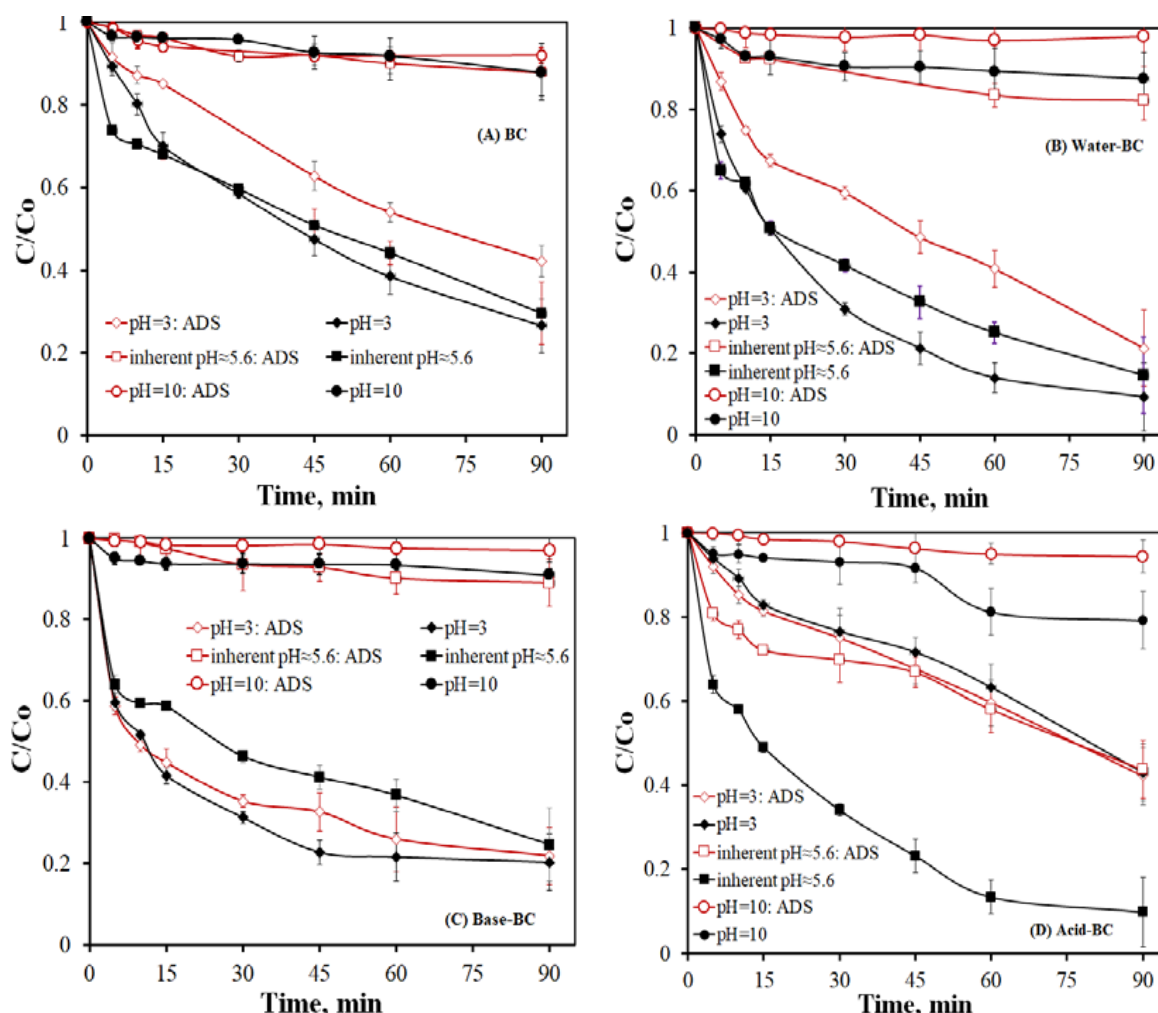 1
0.8
0.6
0.4
0.2
0
C/Co
(A) BC
pH=3: ADS
pH=3
inherent pH≈5.6: ADS
inherent pH≈5.6
pH=10: ADS
pH=10
0 15 30 45 60 75 90
Time, min
1
0.8
0.6
0.4
0.2
0
C/Co
(B) Water-BC
pH=3: ADS
pH=3
inherent pH≈5.6: ADS
inherent pH≈5.6
pH=10: ADS
pH=10
0 15 30 45 60 75 90
Time, min
1
0.8
0.6
0.4
0.2
0
C/Co
pH=3: ADS
pH=3
inherent pH≈5.6: ADS
inherent pH≈5.6
pH=10: ADS
pH=10
(C) Base-BC
0 15 30 45 60 75 90
Time, min
1
0.8
0.6
0.4
0.2
0
C/Co
pH=3: ADS
pH=3
inherent pH≈5.6: ADS
inherent pH≈5.6
pH=10: ADS
pH=10
(D) Acid-BC
0 15 30 45 60 75 90
Time, min